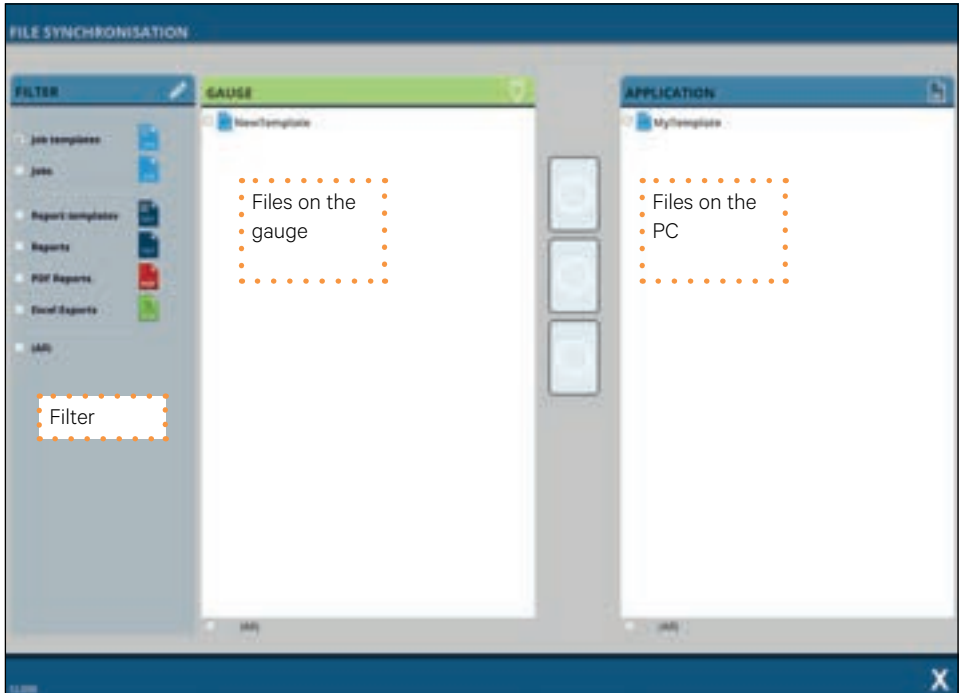 FILE SYNCHRONISATION
FILTER
Job templates
Jobs
Report templates
Reports
PDF Reports
Excel Exports
(All)
Filter
GAUGE
NewTemplate
Files on the
gauge
(All)
APPLICATION
MyTemplate
Files on the
PC
(All)
CLOSE
X